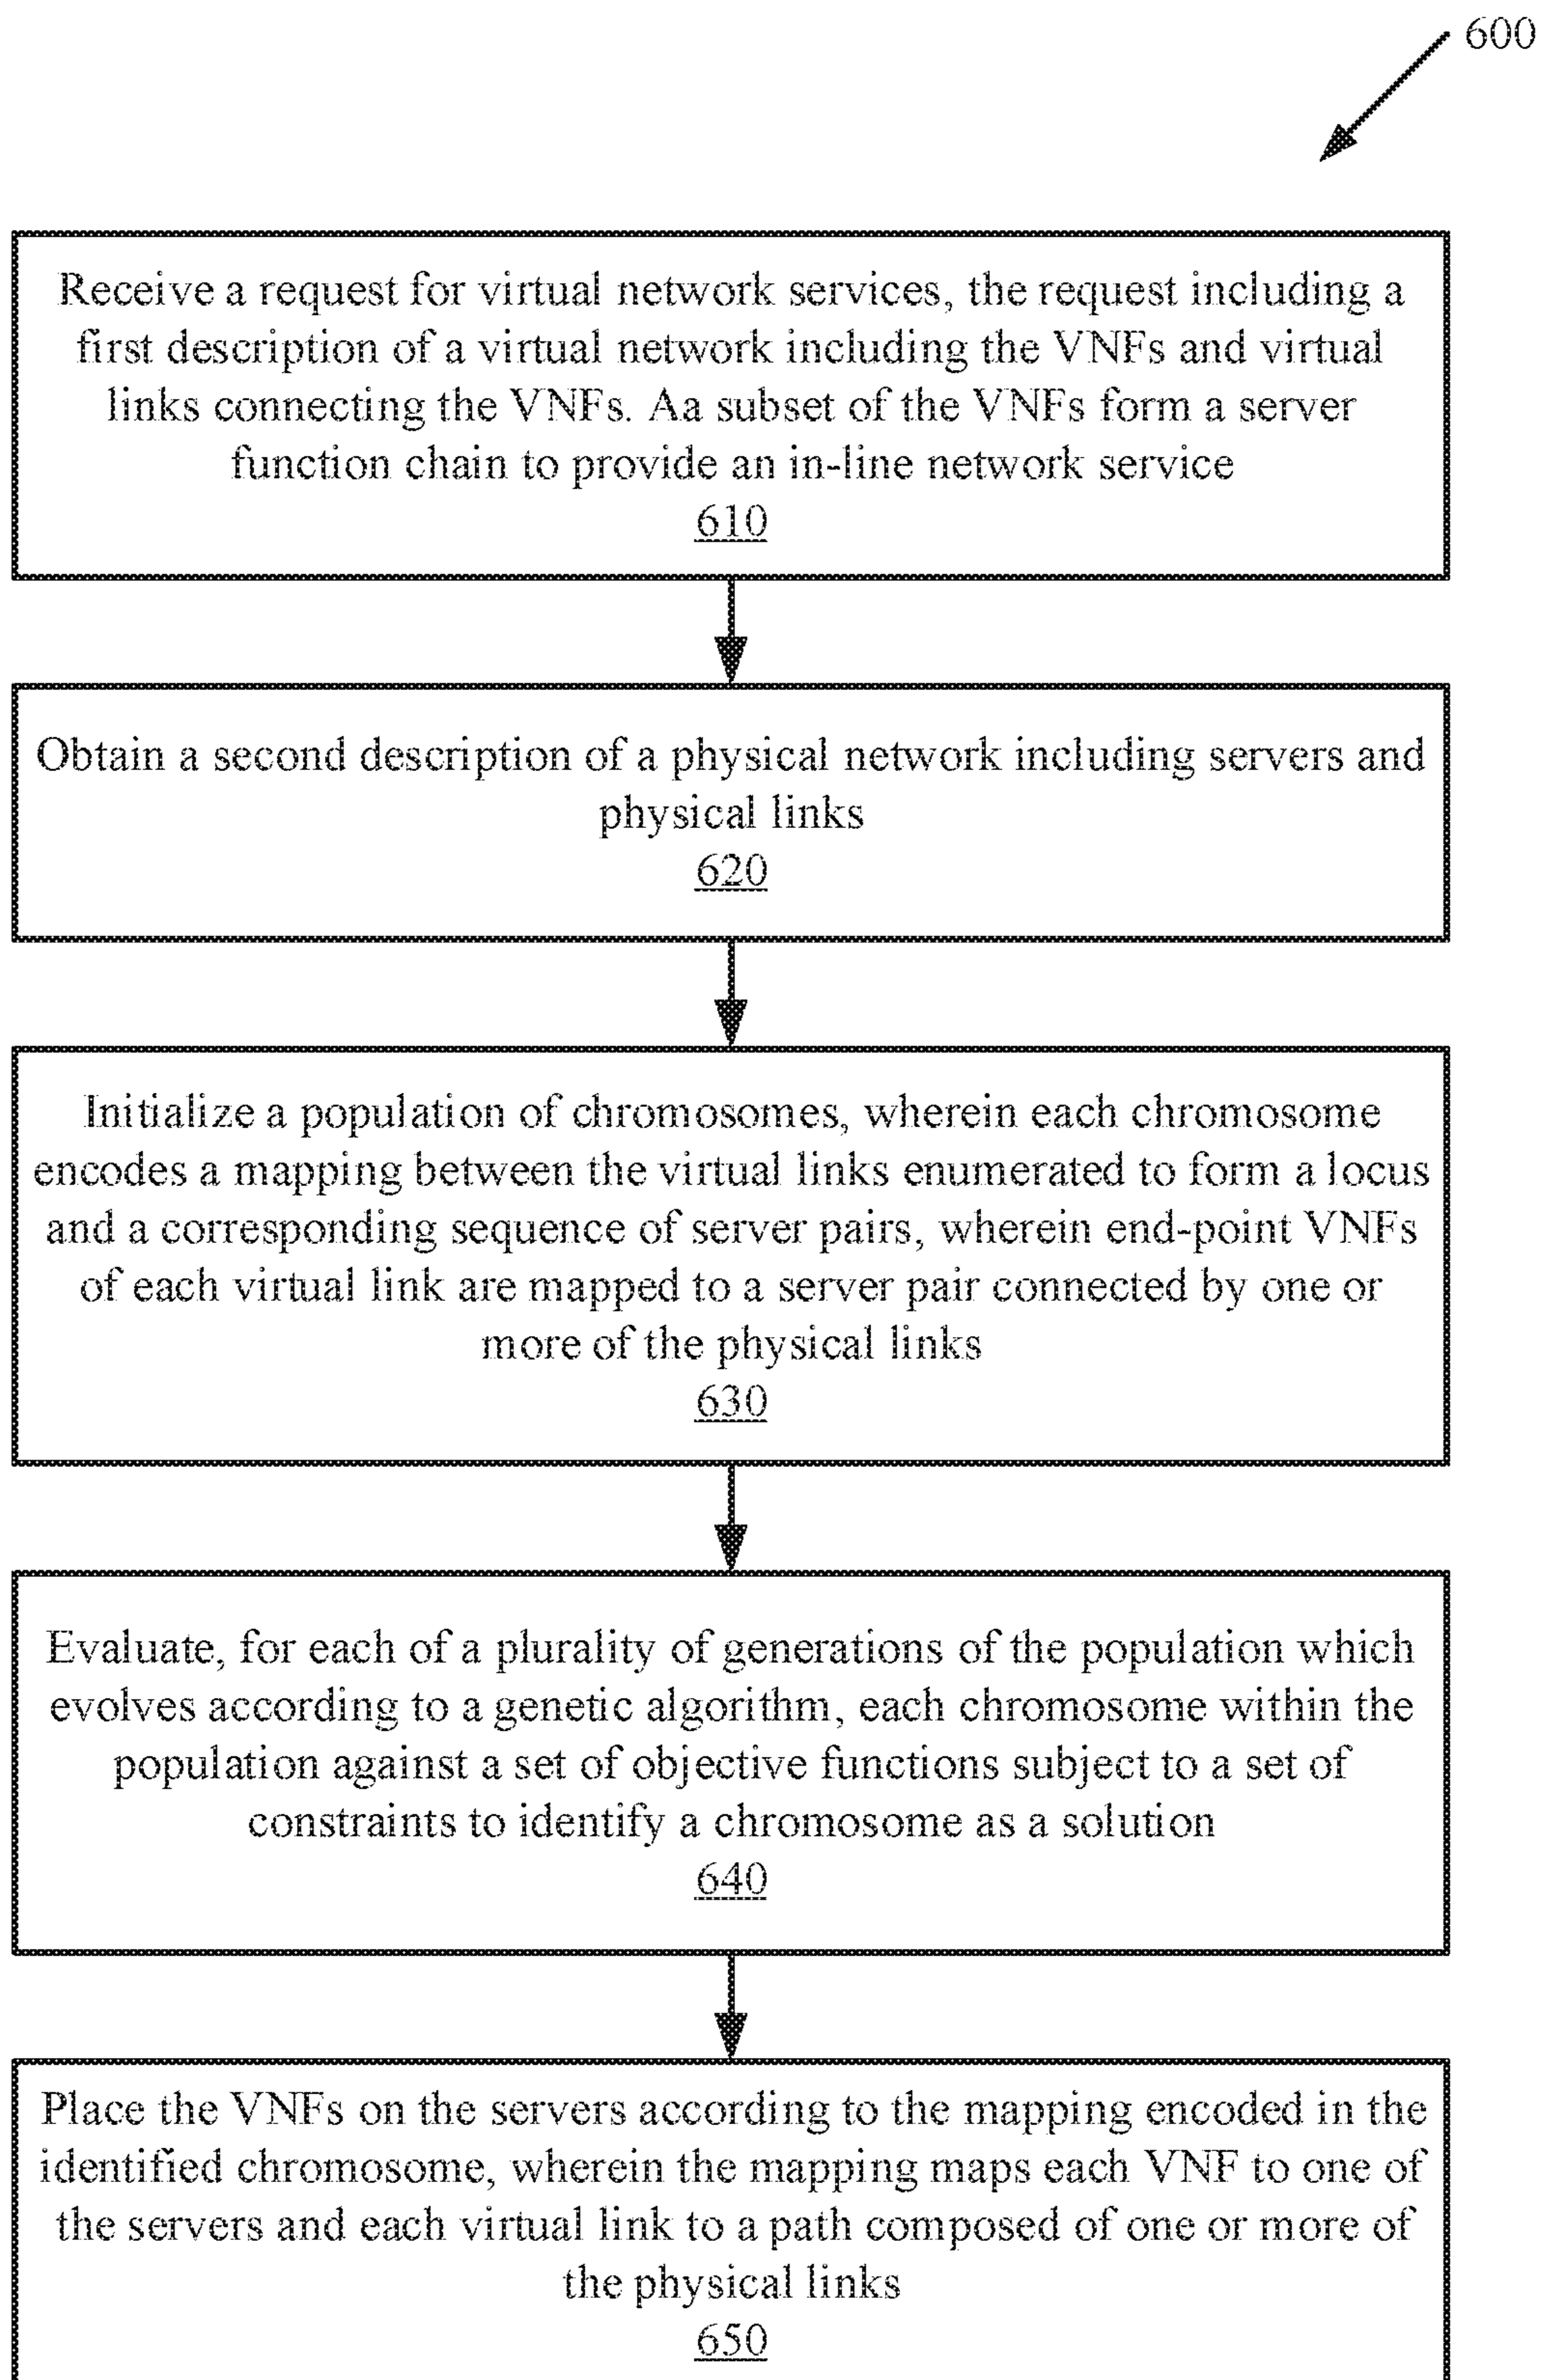 600
Receive a request for virtual network services, the request including a
first description of a virtual network including the VNFs and virtual
links connecting the VNFs. Aa subset of the VNFs form a server
function chain to provide an in-line network service
610
Obtain a second description of a physical network including servers and
physical links
620
Initialize a population of chromosomes, wherein each chromosome
encodes a mapping between the virtual links enumerated to form a locus
and a corresponding sequence of server pairs, wherein end-point VNFs
of each virtual link are mapped to a server pair connected by one or
more of the physical links
630
Evaluate, for each of a plurality of generations of the population which
evolves according to a genetic algorithm, each chromosome within the
population against a set of objective functions subject to a set of
constraints to identify a chromosome as a solution
640
Place the VNFs on the servers according to the mapping encoded in the
identified chromosome, wherein the mapping maps each VNF to one of
the servers and each virtual link to a path composed of one or more of
the physical links
650